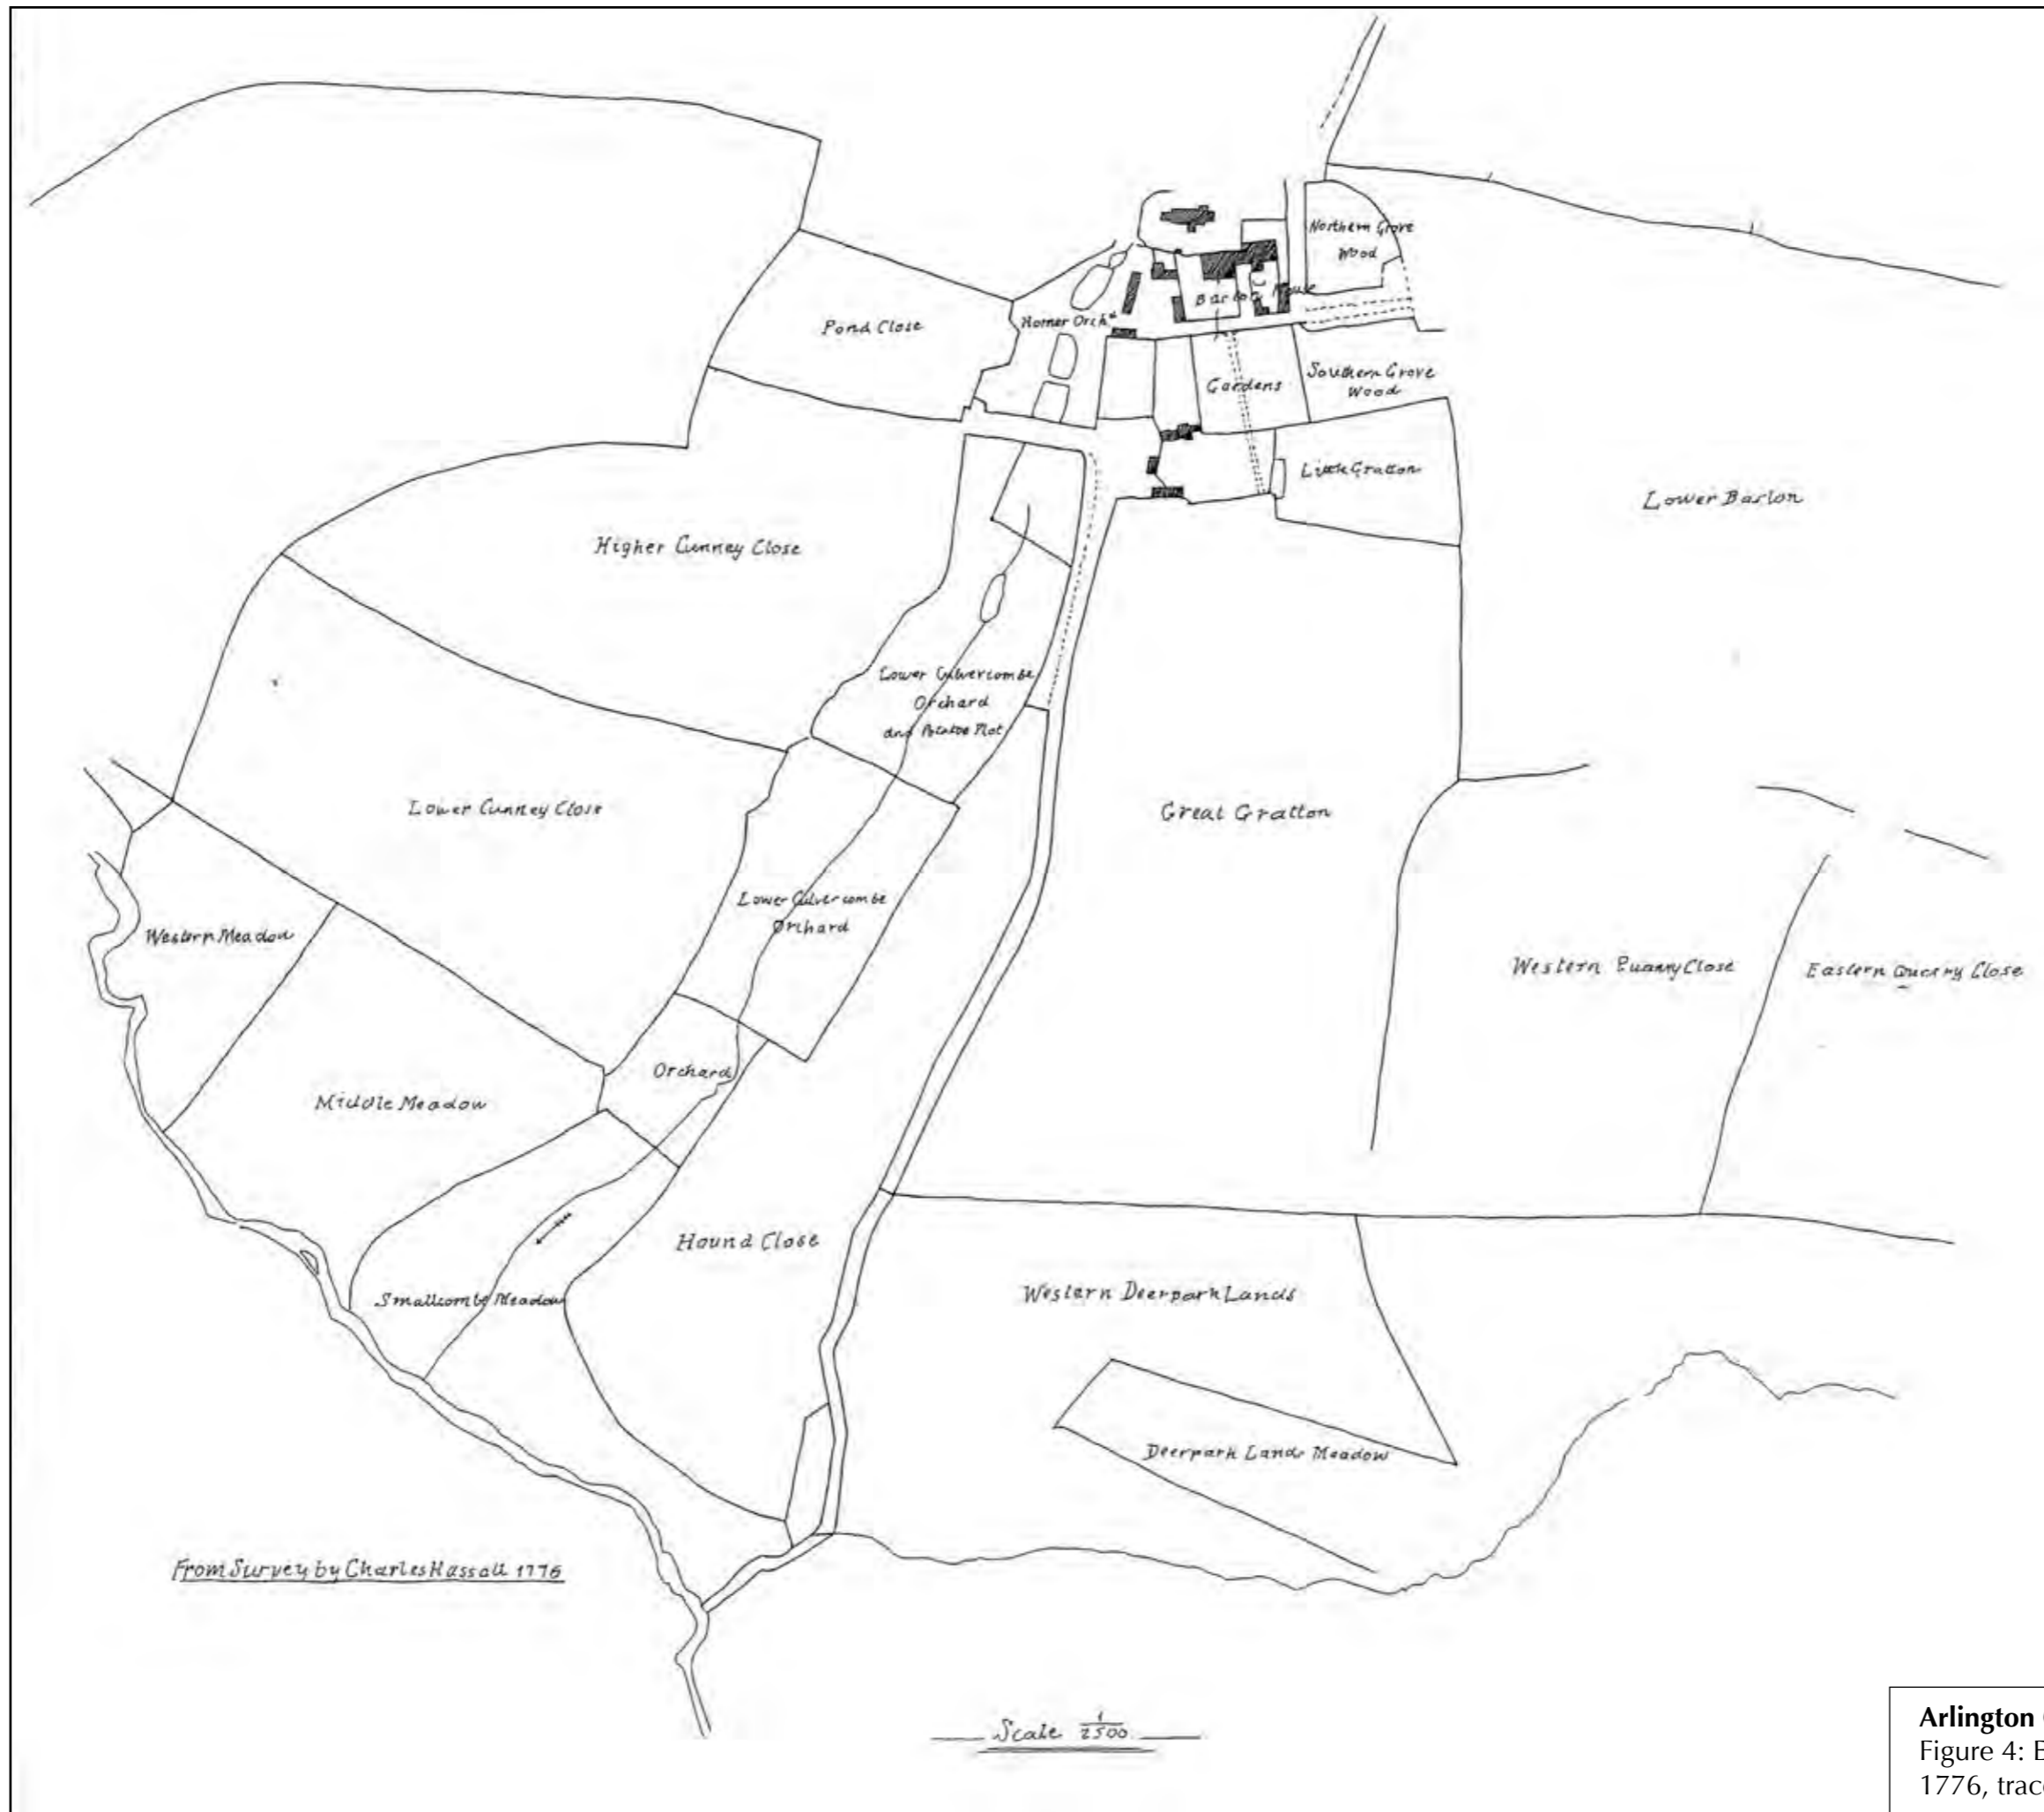 Northern Grove
Wood
Barton House
Pond Close
Homer Orchd
Gardens
Southern Grove
Wood
Little Gratton
Lower Barton
Higher Cunney Close
Lower Culvercombe
Orchard
and Potatoe Plot
Lower Cunney Close
Great Gratton
Lower Culvercombe
Orchard
Western Meadow
Western Quarry Close
Eastern Quarry Close
Orchard
Middle Meadow
Hound Close
Smallcombe Meadow
Western Deerpark Lands
Deerpark Lands Meadow
From Survey by Charles Hassall 1776
Scale 1/2500
Arlington
Figure 4:
1776,